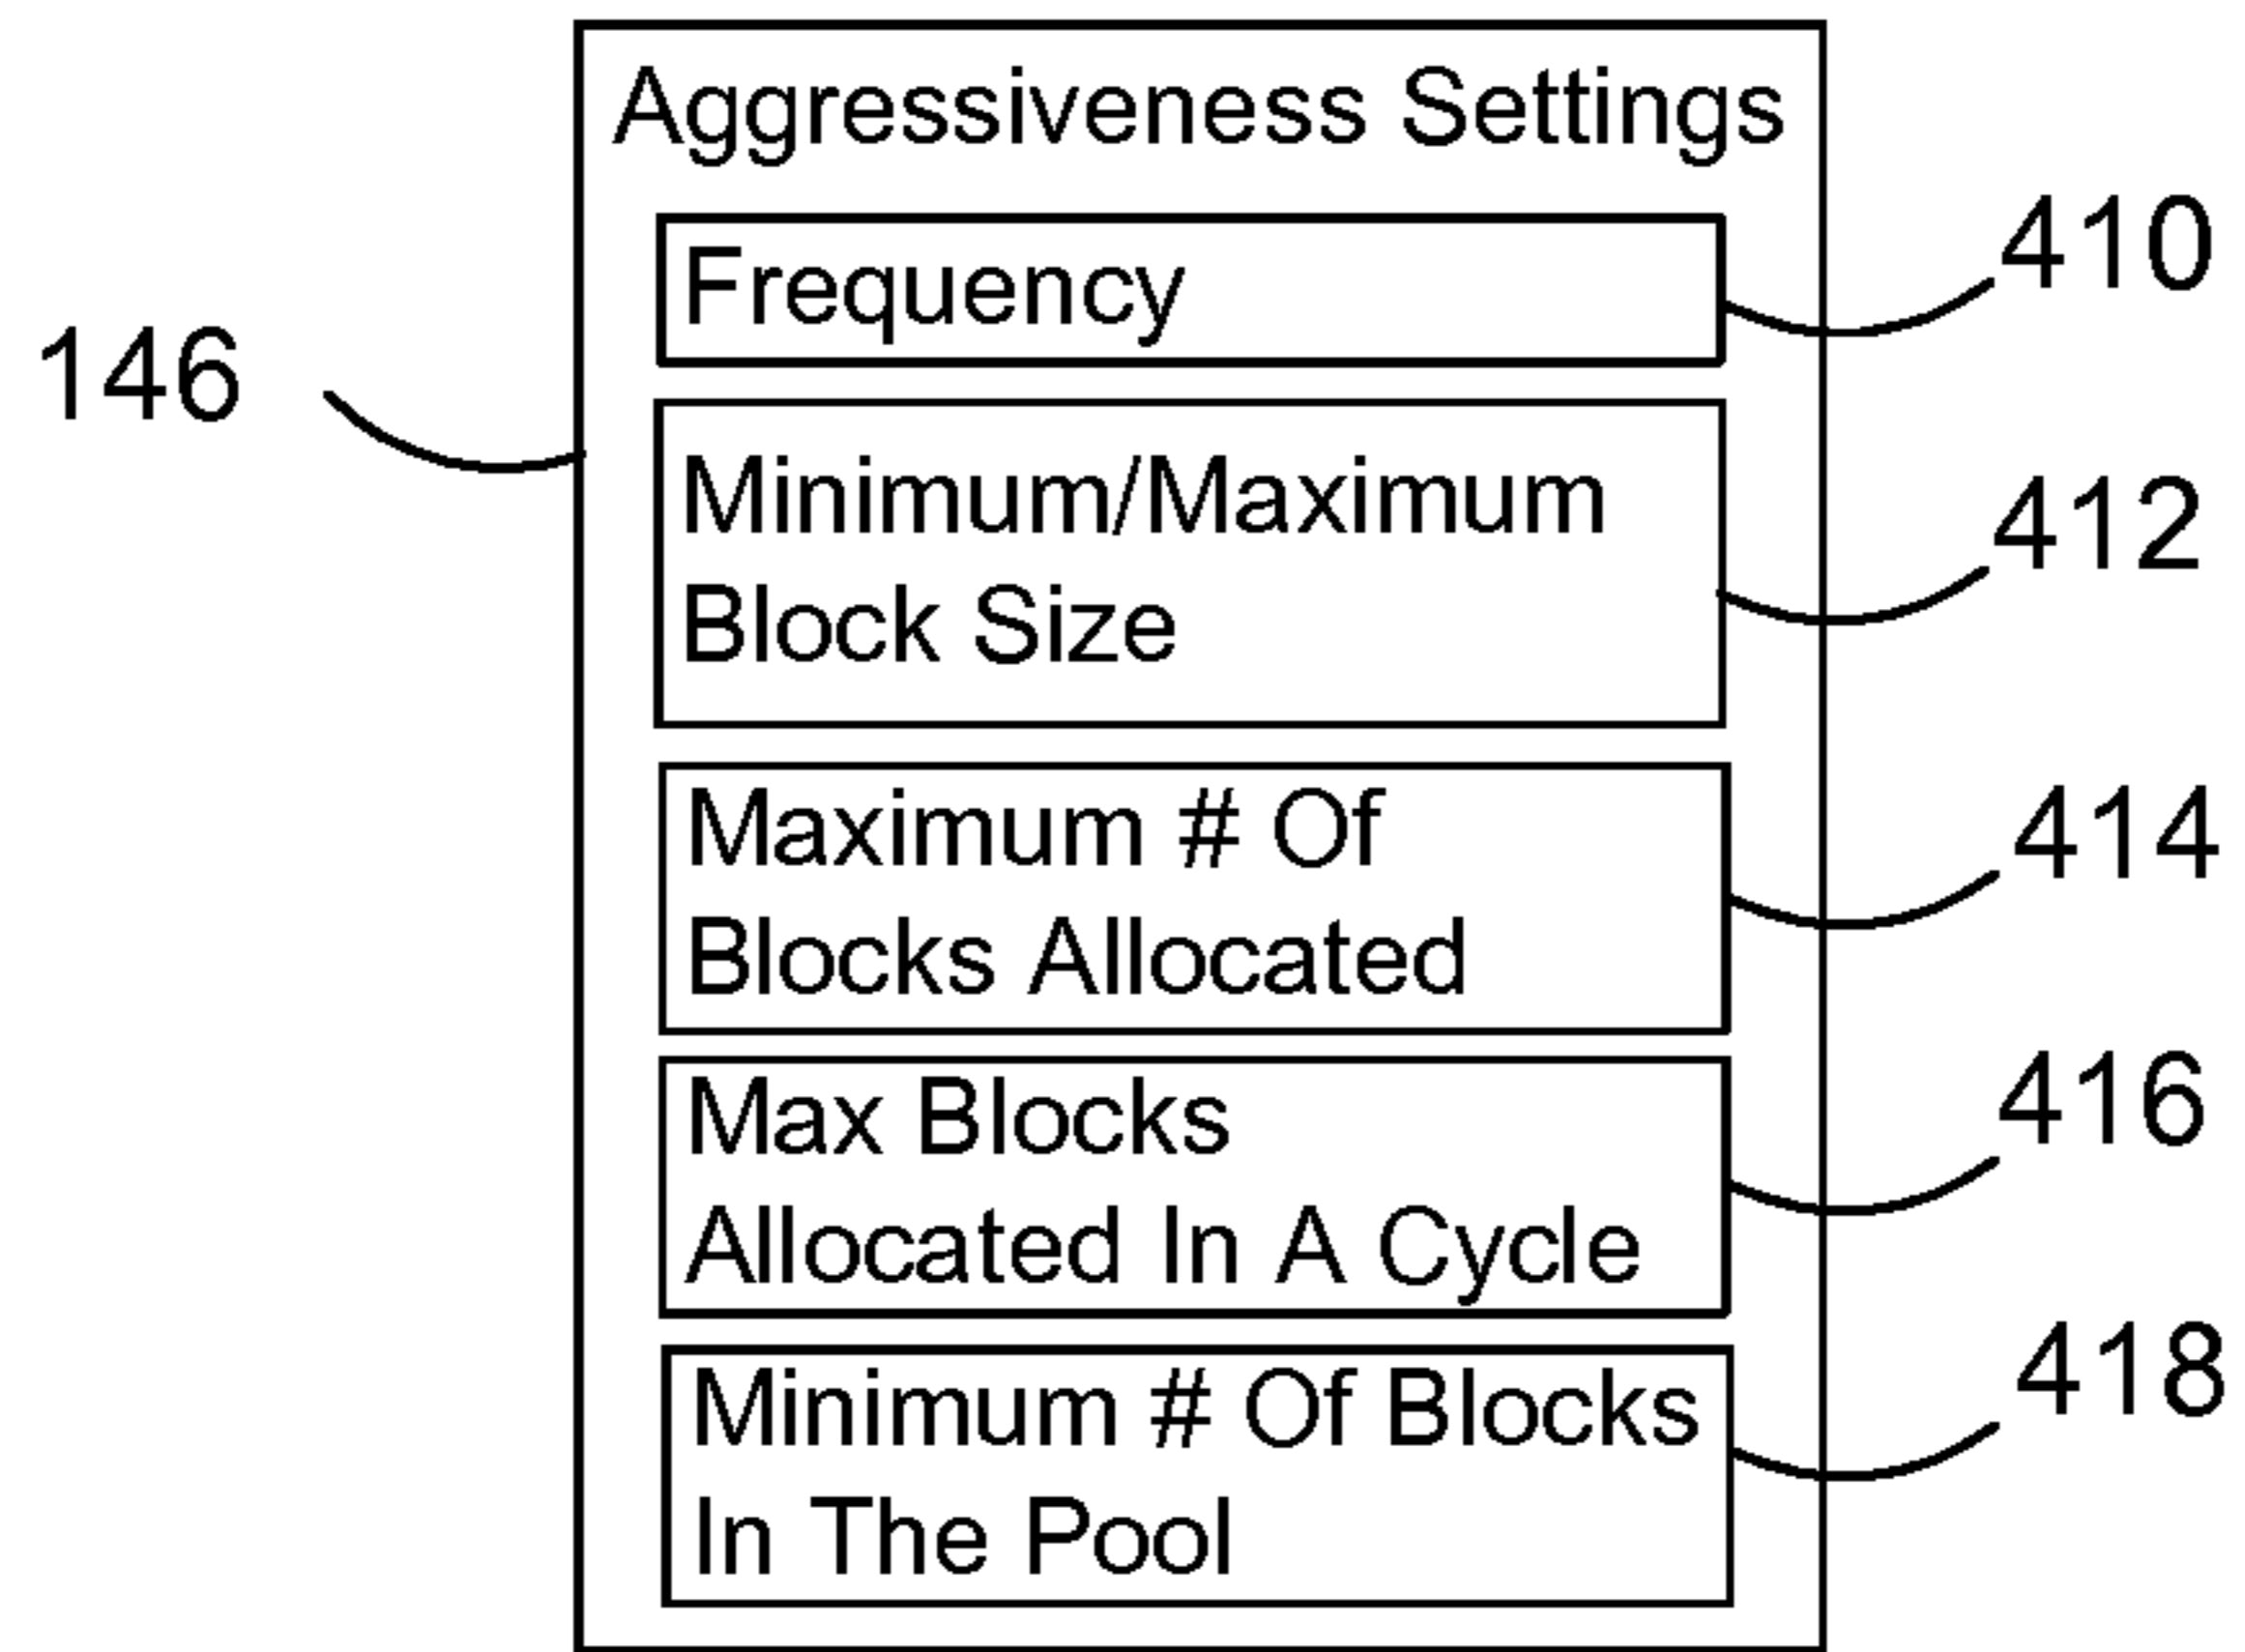 Aggressiveness Settings
Frequency
410
146
Minimum/Maximum
Block Size
412
Maximum # Of
Blocks Allocated
414
Max Blocks
Allocated In A Cycle
416
Minimum # Of Blocks
In The Pool
418